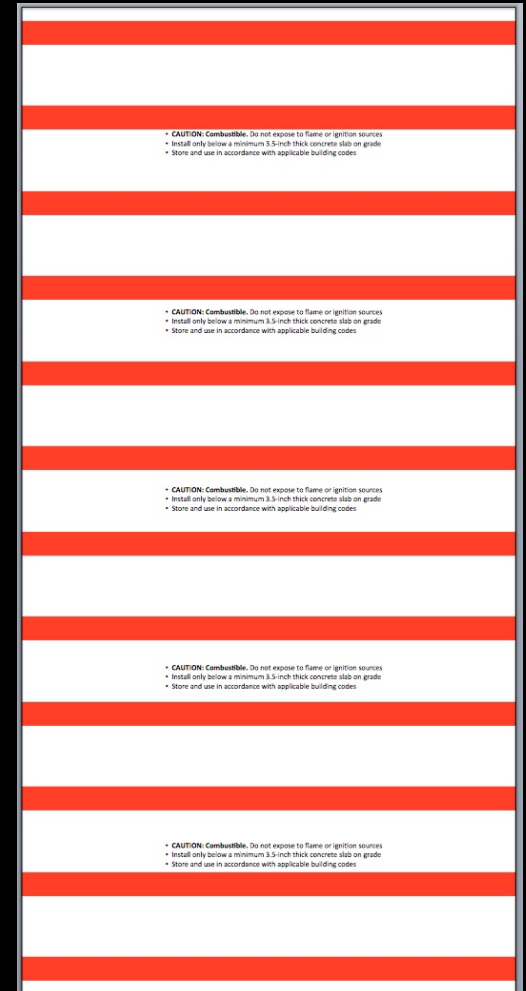 • CAUTION: Combustible. Do not expose to flame or ignition sources
• Install only below a minimum 3.5-inch thick concrete slab on grade
• Store and use in accordance with applicable building codes
• CAUTION: Combustible. Do not expose to flame or ignition sources
• Install only below a minimum 3.5-inch thick concrete slab on grade
• Store and use in accordance with applicable building codes
• CAUTION: Combustible. Do not expose to flame or ignition sources
• Install only below a minimum 3.5-inch thick concrete slab on grade
• Store and use in accordance with applicable building codes
• CAUTION: Combustible. Do not expose to flame or ignition sources
• Install only below a minimum 3.5-inch thick concrete slab on grade
• Store and use in accordance with applicable building codes
• CAUTION: Combustible. Do not expose to flame or ignition sources
• Install only below a minimum 3.5-inch thick concrete slab on grade
• Store and use in accordance with applicable building codes